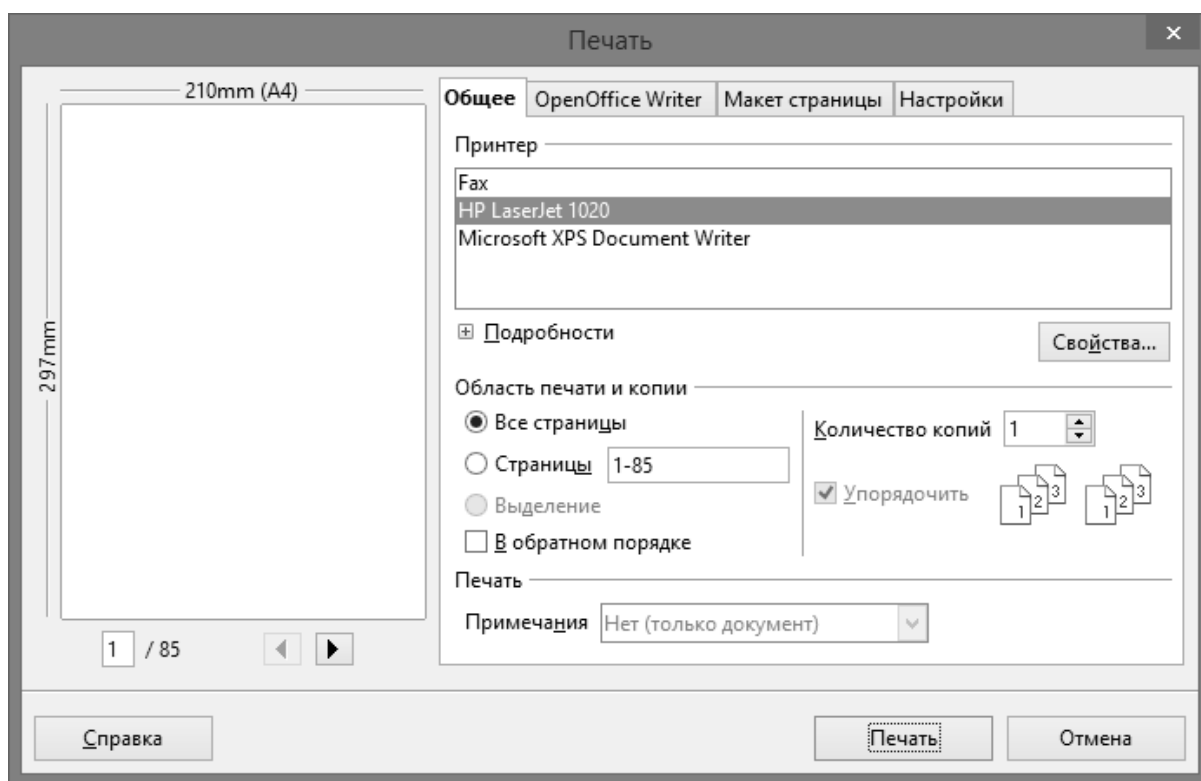 Печать
210mm (A4)
297mm
1 / 85
Общее OpenOffice Writer Макет страницы Настройки
Принтер
Fax
HP LaserJet 1020
Microsoft XPS Document Writer
Подробности
Свойства...
Область печати и копии
Все страницы
Страницы 1-85
Выделение
В обратном порядке
Количество копий 1
Упорядочить 1 2 3 1 2 3
Печать
Примечания Нет (только документ)
Справка Печать Отмена